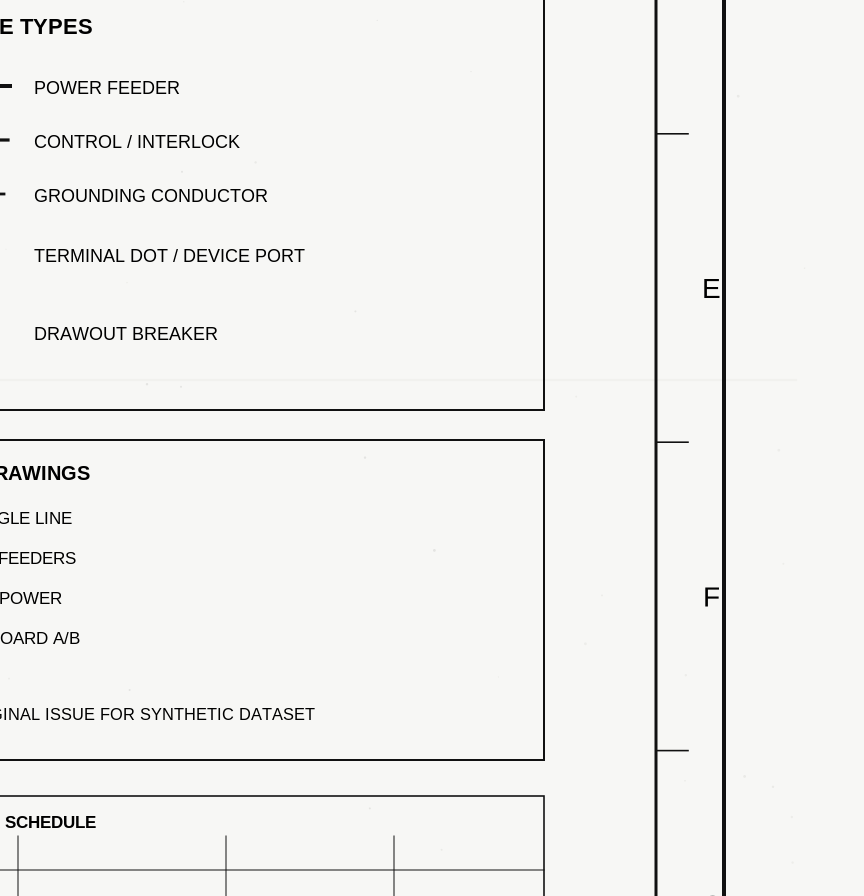 E TYPES
POWER FEEDER
CONTROL / INTERLOCK
GROUNDING CONDUCTOR
TERMINAL DOT / DEVICE PORT
DRAWOUT BREAKER
E
RAWINGS
GLE LINE
FEEDERS
POWER
OARD A/B
GINAL ISSUE FOR SYNTHETIC DATASET
F
SCHEDULE